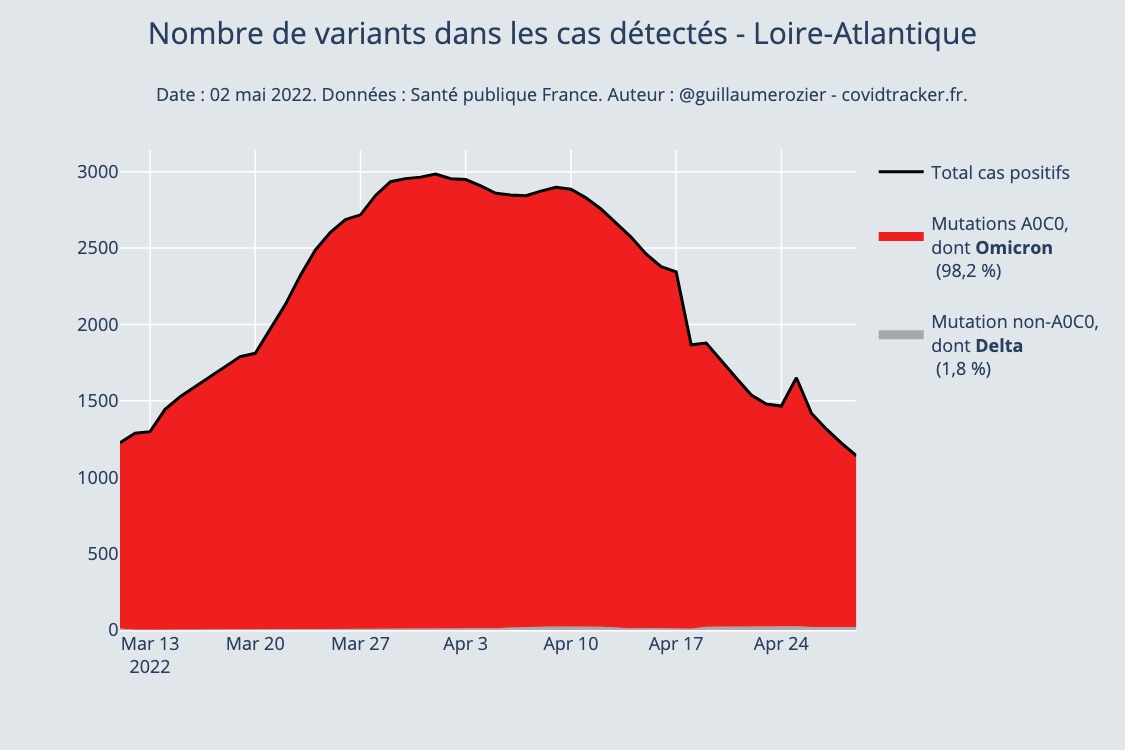 Nombre de variants dans les cas détectés - Loire-Atlantique
Date : 02 mai 2022. Données : Santé publique France. Auteur : @guillaumerozier - covidtracker.fr.
3000
2500
2000
1500
1000
500
0
Mar 13
2022
Mar 20
Mar 27
Apr 3
Apr 10
Apr 17
Apr 24
Total cas positifs
Mutations A0C0,
dont Omicron
(98,2 %)
Mutation non-A0C0,
dont Delta
(1,8 %)